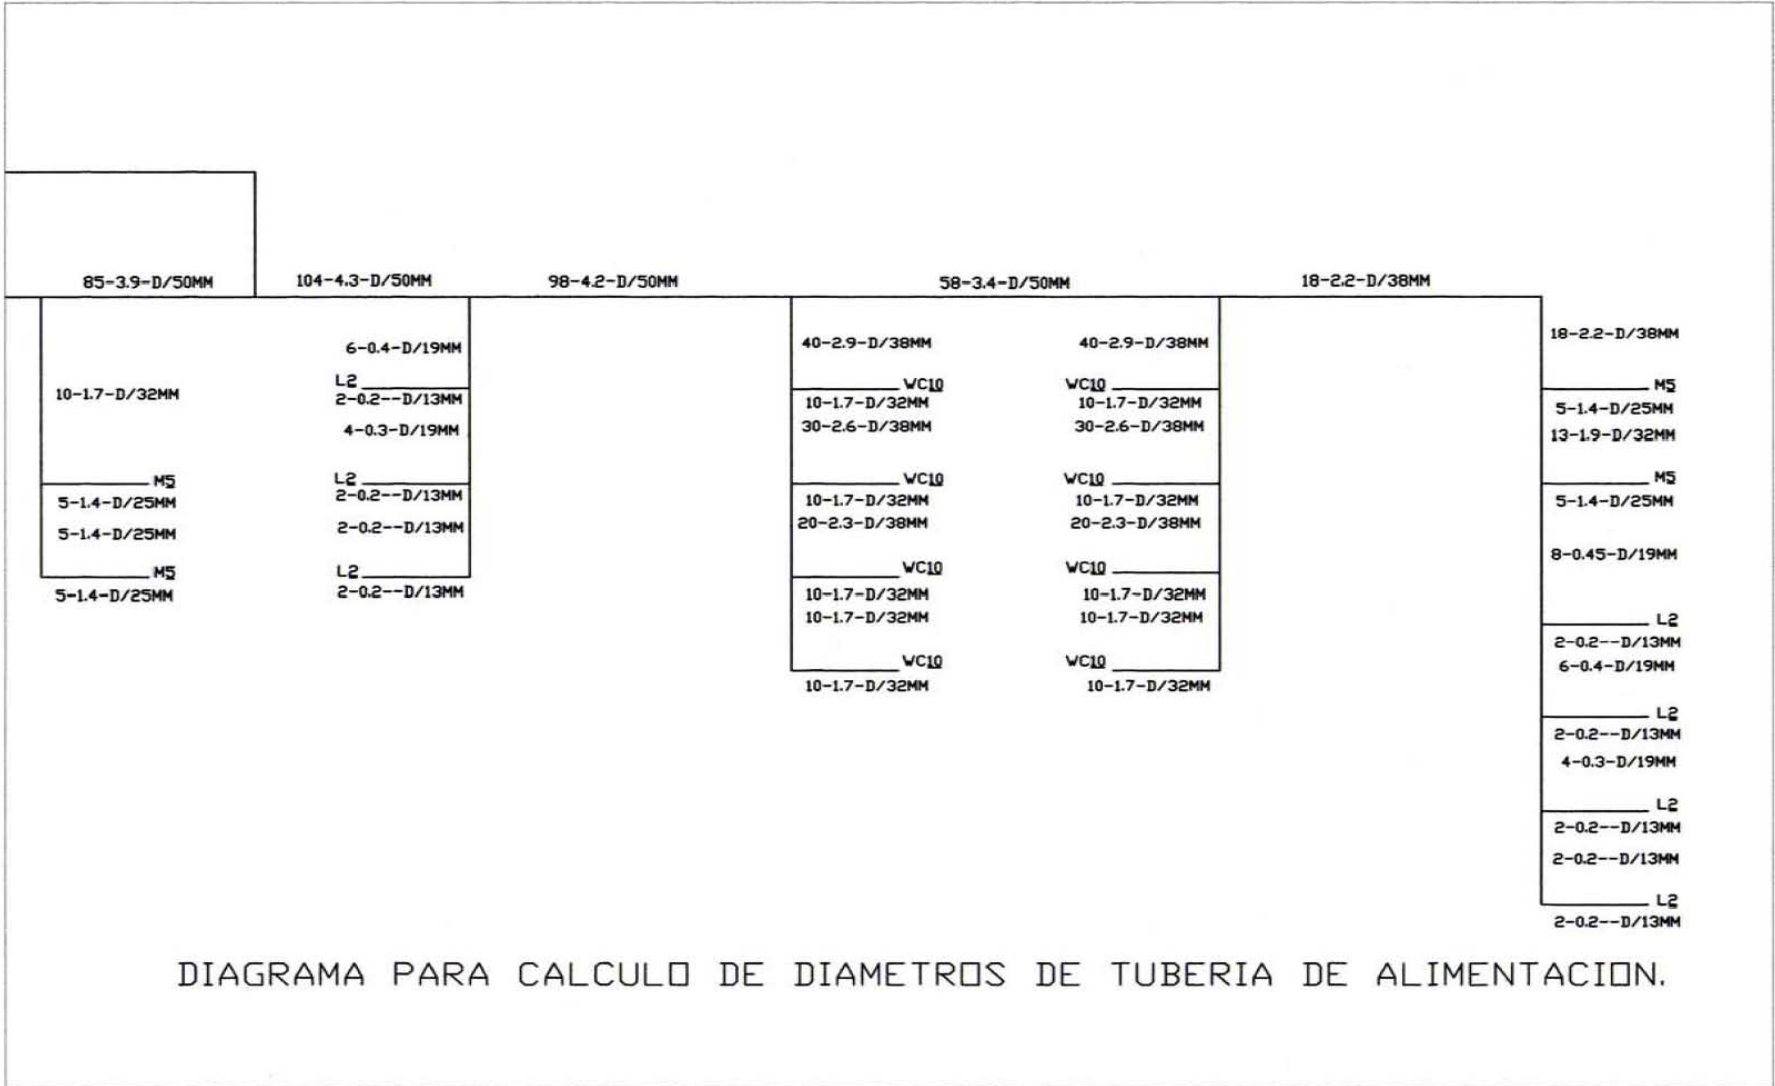 85-3.9-D/50MM
104-4.3-D/50MM
98-4.2-D/50MM
58-3.4-D/50MM
18-2.2-D/38MM
10-1.7-D/32MM
M5
5-1.4-D/25MM
5-1.4-D/25MM
M5
5-1.4-D/25MM
6-0.4-D/19MM
L2
2-0.2--D/13MM
4-0.3-D/19MM
L2
2-0.2--D/13MM
2-0.2--D/13MM
L2
2-0.2--D/13MM
40-2.9-D/38MM
WC10
10-1.7-D/32MM
30-2.6-D/38MM
WC10
10-1.7-D/32MM
20-2.3-D/38MM
WC10
10-1.7-D/32MM
10-1.7-D/32MM
WC10
10-1.7-D/32MM
40-2.9-D/38MM
WC10
10-1.7-D/32MM
30-2.6-D/38MM
WC10
10-1.7-D/32MM
20-2.3-D/38MM
WC10
10-1.7-D/32MM
10-1.7-D/32MM
WC10
10-1.7-D/32MM
18-2.2-D/38MM
M5
5-1.4-D/25MM
13-1.9-D/32MM
M5
5-1.4-D/25MM
8-0.45-D/19MM
L2
2-0.2--D/13MM
6-0.4-D/19MM
L2
2-0.2--D/13MM
4-0.3-D/19MM
L2
2-0.2--D/13MM
2-0.2--D/13MM
L2
2-0.2--D/13MM
DIAGRAMA PARA CALCULO DE DIAMETROS DE TUBERIA DE ALIMENTACION.